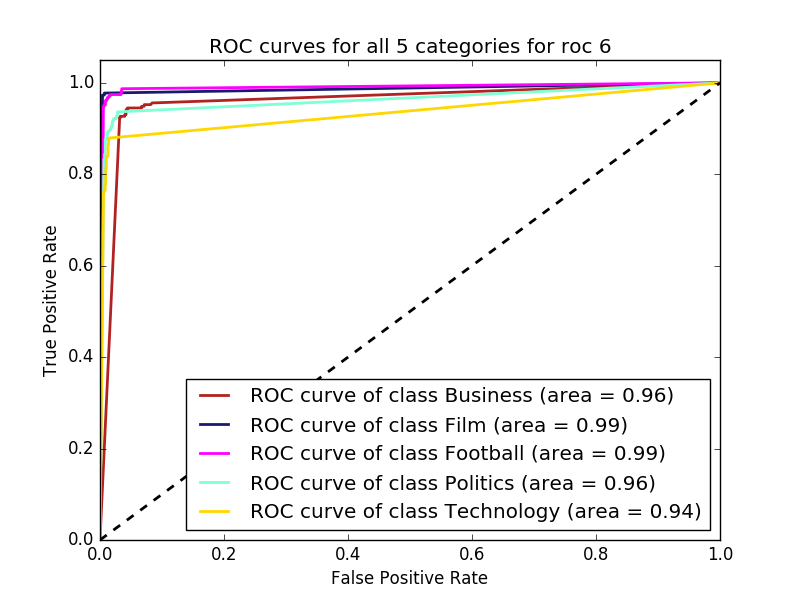 ROC curves for all 5 categories for roc 6
True Positive Rate
1.0
0.8
0.6
0.4
0.2
0.0
ROC curve of class Business (area = 0.96)
ROC curve of class Film (area = 0.99)
ROC curve of class Football (area = 0.99)
ROC curve of class Politics (area = 0.96)
ROC curve of class Technology (area = 0.94)
0.0 0.2 0.4 0.6 0.8 1.0
False Positive Rate